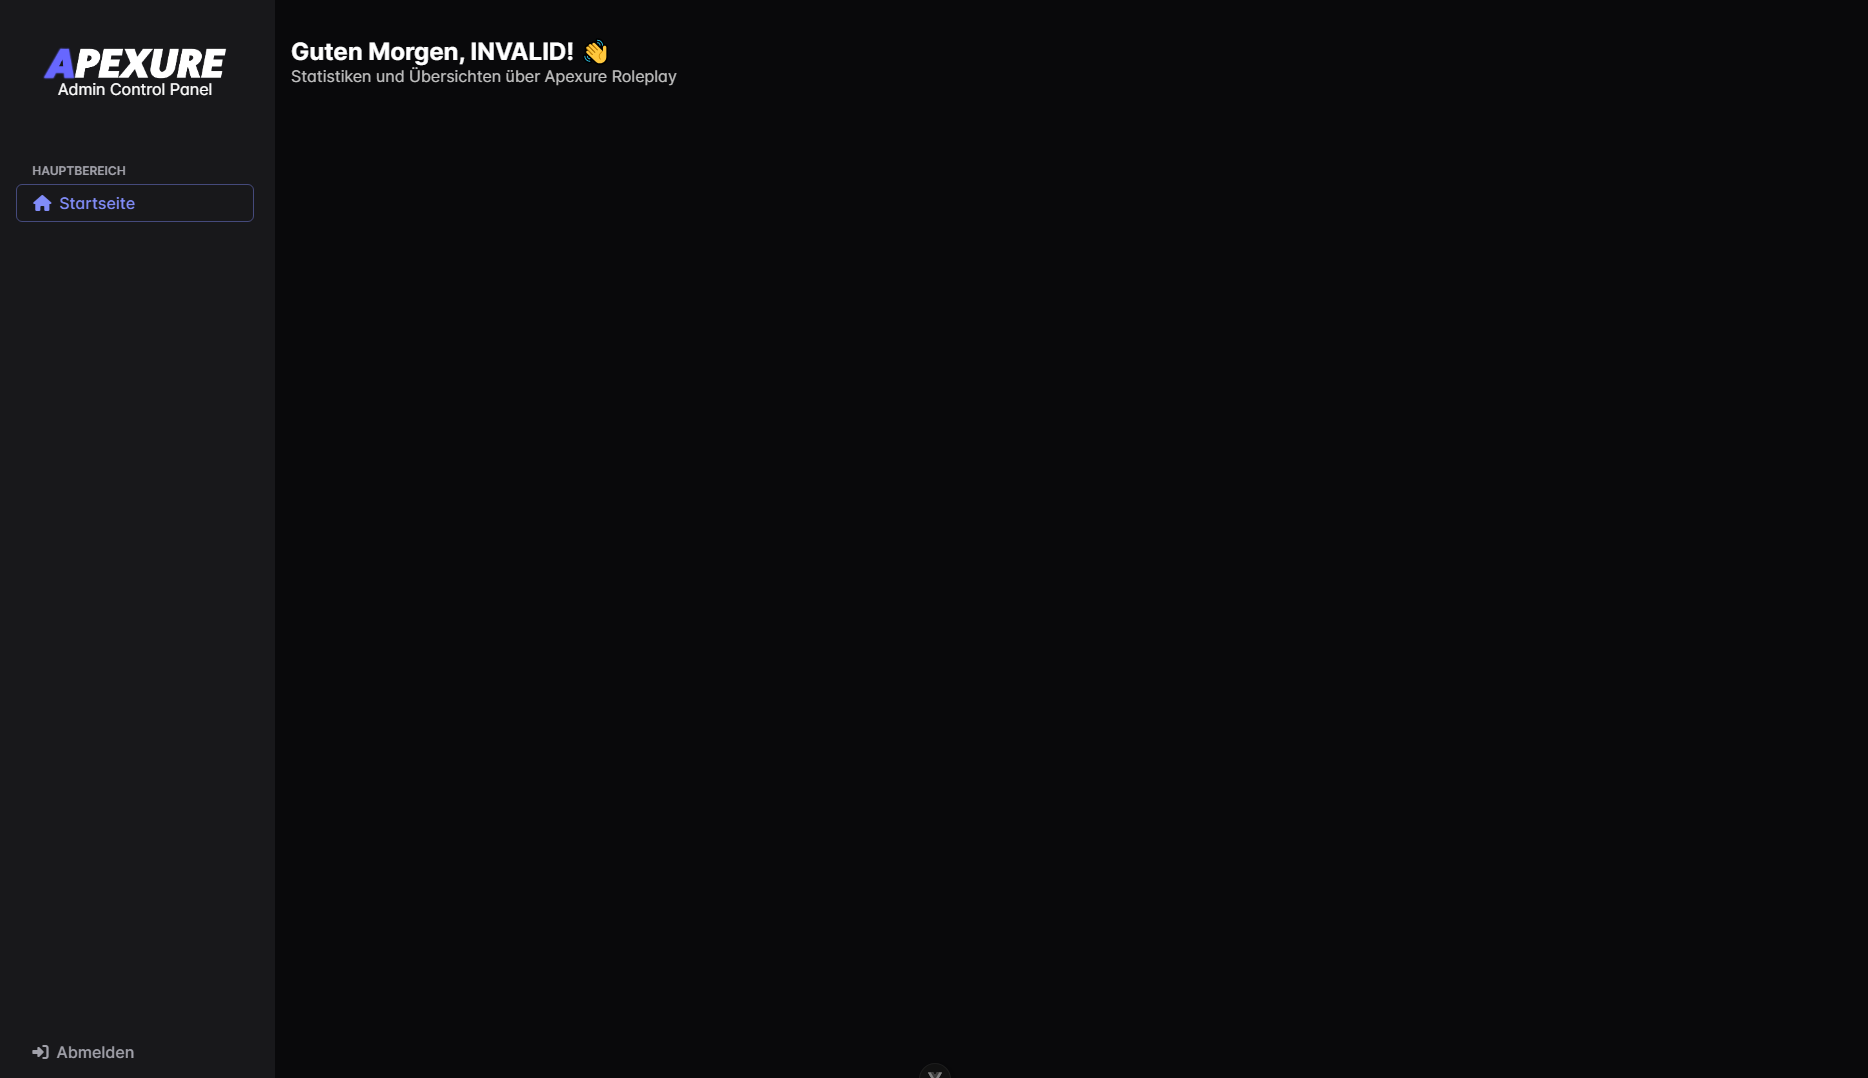 APEXURE
Admin Control Panel
HAUPTBEREICH
Startseite
Abmelden
Guten Morgen, INVALID! 👋
Statistiken und Übersichten über Apexure Roleplay